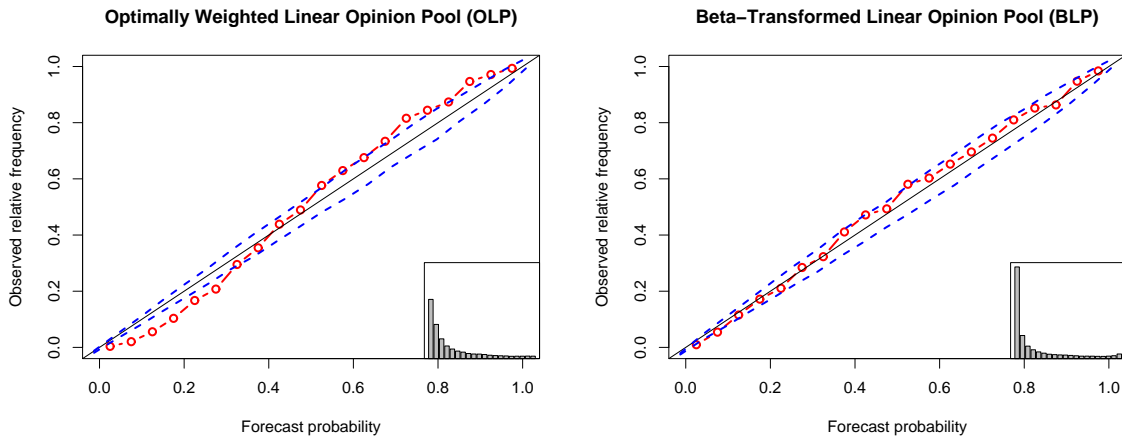 Optimally Weighted Linear Opinion Pool (OLP)
Observed relative frequency
1.0
0.8
0.6
0.4
0.2
0.0
0.0 0.2 0.4 0.6 0.8 1.0
Forecast probability
Beta−Transformed Linear Opinion Pool (BLP)
Observed relative frequency
1.0
0.8
0.6
0.4
0.2
0.0
0.0 0.2 0.4 0.6 0.8 1.0
Forecast probability